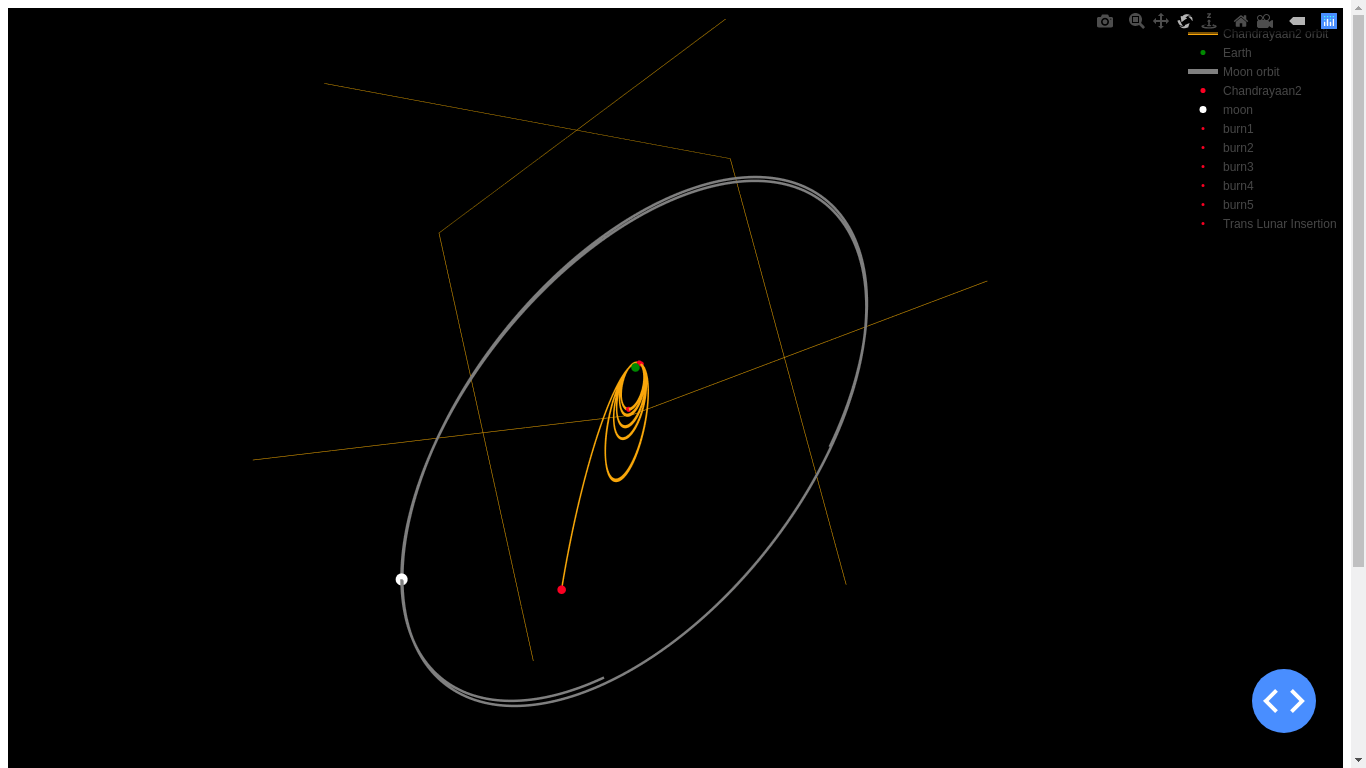 Chandrayaan2 orbit
Earth
Moon orbit
Chandrayaan2
moon
burn1
burn2
burn3
burn4
burn5
Trans Lunar Insertion